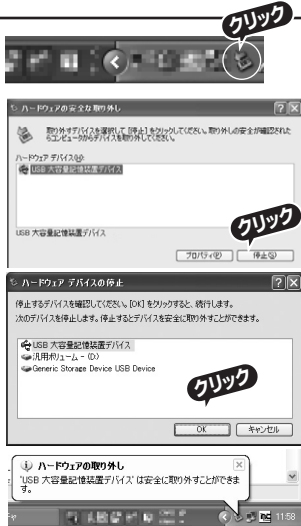 クリック
ハードウェアの安全な取り外し
取り外すデバイスを選択して [停止] をクリックしてください。取り外しの安全が確認された
らコンピュータからデバイスを取り外してください。
ハードウェア デバイス(H):
USB 大容量記憶装置デバイス
USB 大容量記憶装置デバイス
クリック
プロパティ(P)
停止(S)
ハードウェア デバイスの停止
停止するデバイスを確認してください。[OK] をクリックすると、続行します。
次のデバイスを停止します。停止するとデバイスを安全に取り外すことができます。
USB 大容量記憶装置デバイス
汎用ボリューム - (D:)
Generic Storage Device USB Device
クリック
OK
キャンセル
ハードウェアの取り外し
'USB 大容量記憶装置デバイス' は安全に取り外すことができま
す。
11:58